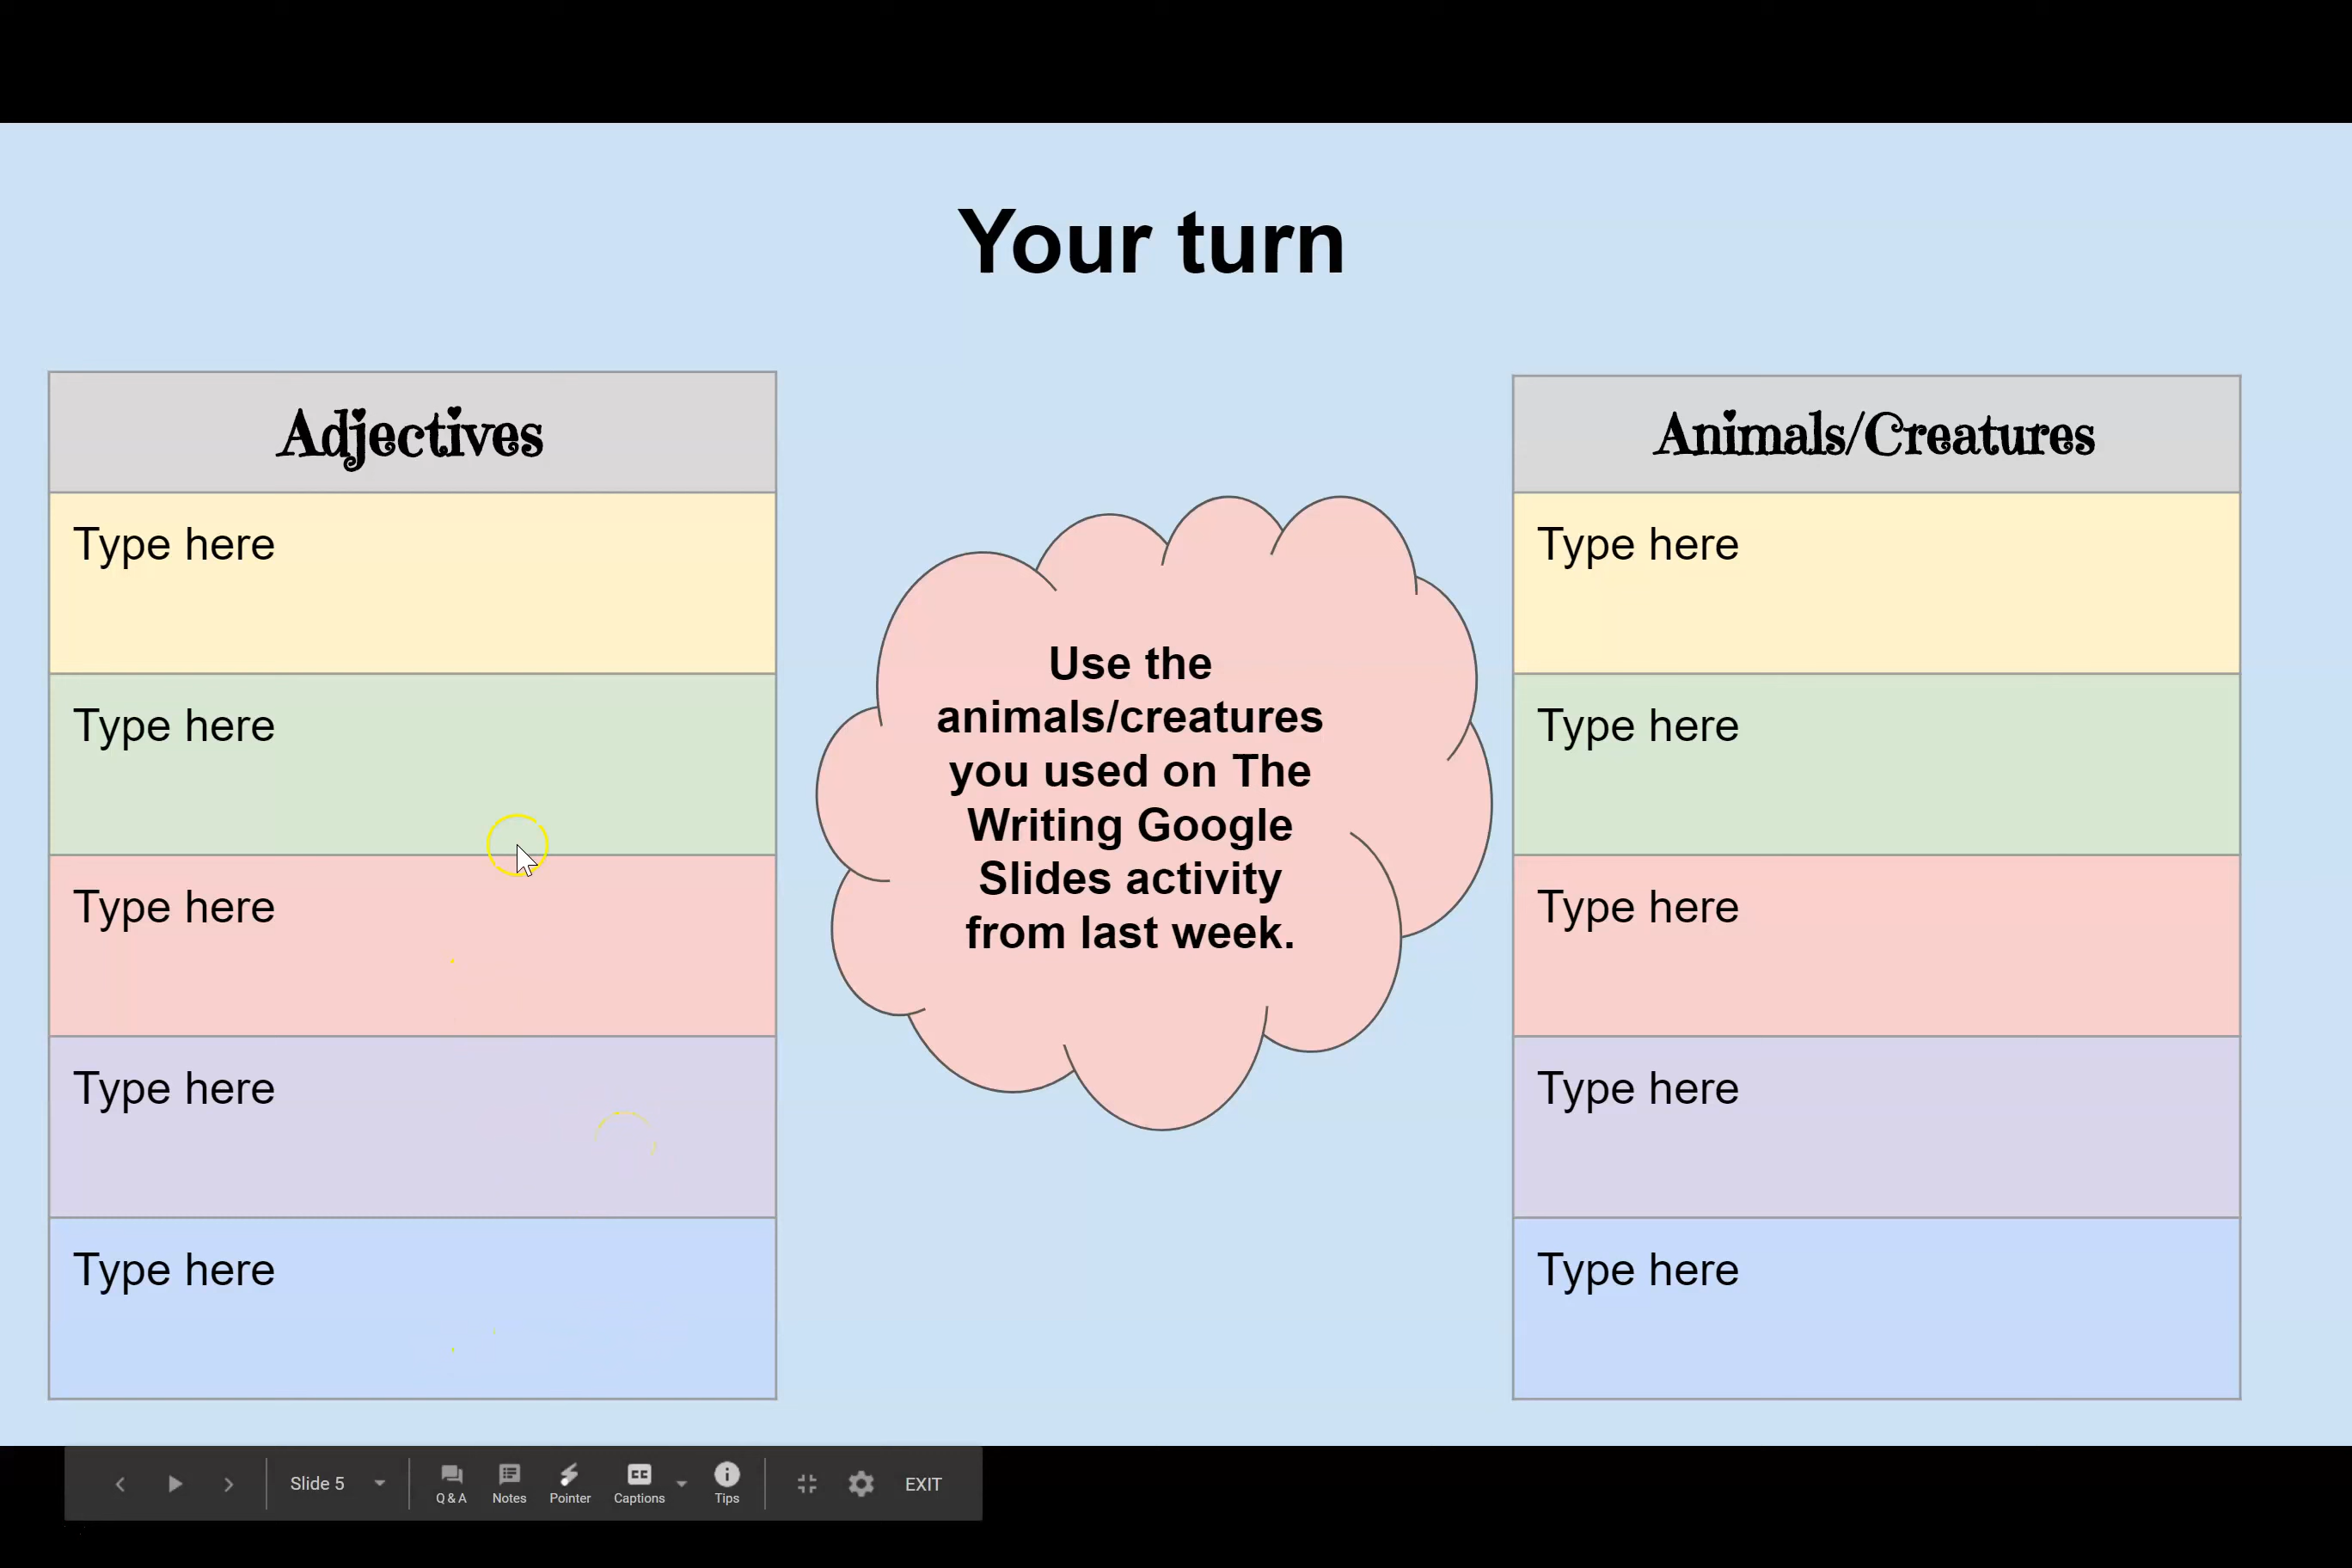 Your turn
Adjectives
Type here
Type here
Type here
Type here
Type here
Use the
animals/creatures
you used on The
Writing Google
Slides activity
from last week.
Animals/Creatures
Type here
Type here
Type here
Type here
Type here
Slide 5
Q & A
Notes
Pointer
CC
Captions
Tips
EXIT